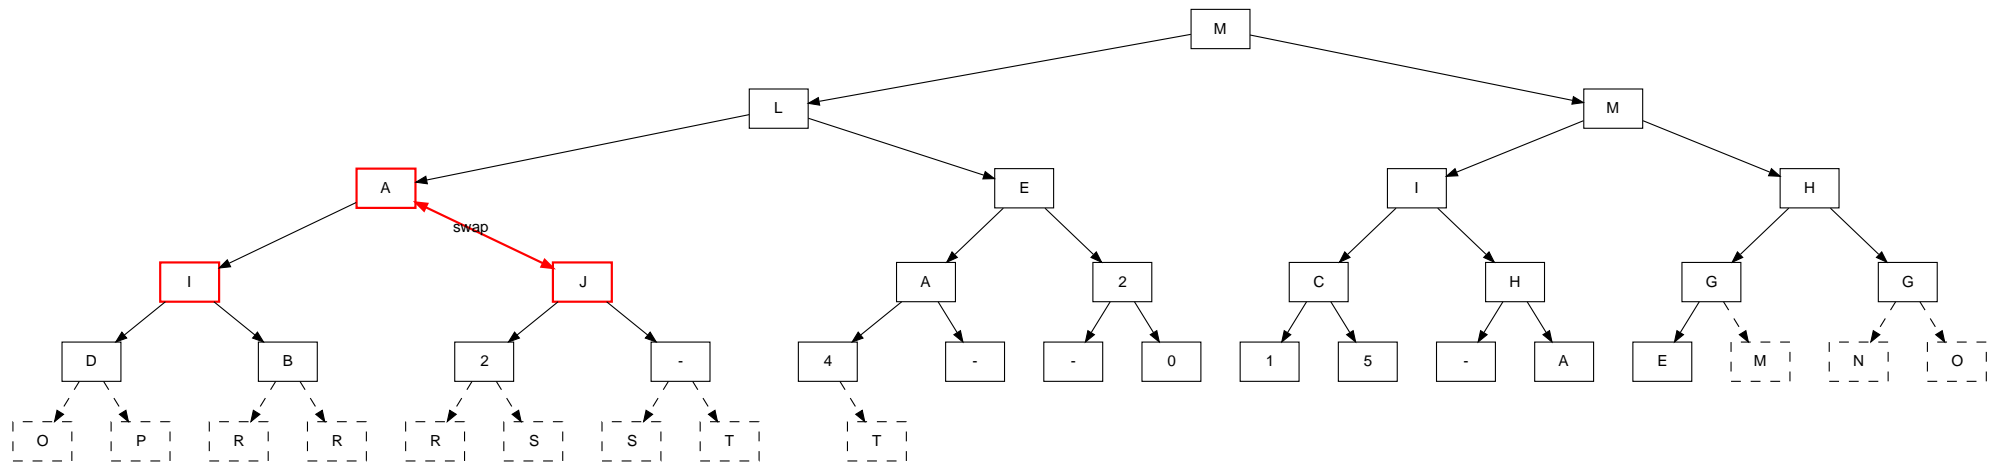 M
L M
A E I H
swap
I J A 2 C H G G
D B 2 - 4 - - 0 1 5 - A E M N O
O P R R R S S T T